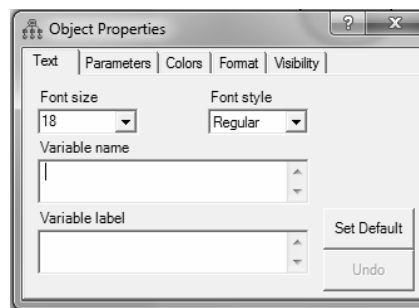 Object Properties
? X
Text Parameters Colors Format Visibility
Font size Font style
18 Regular
Variable name
Variable label
Set Default
Undo